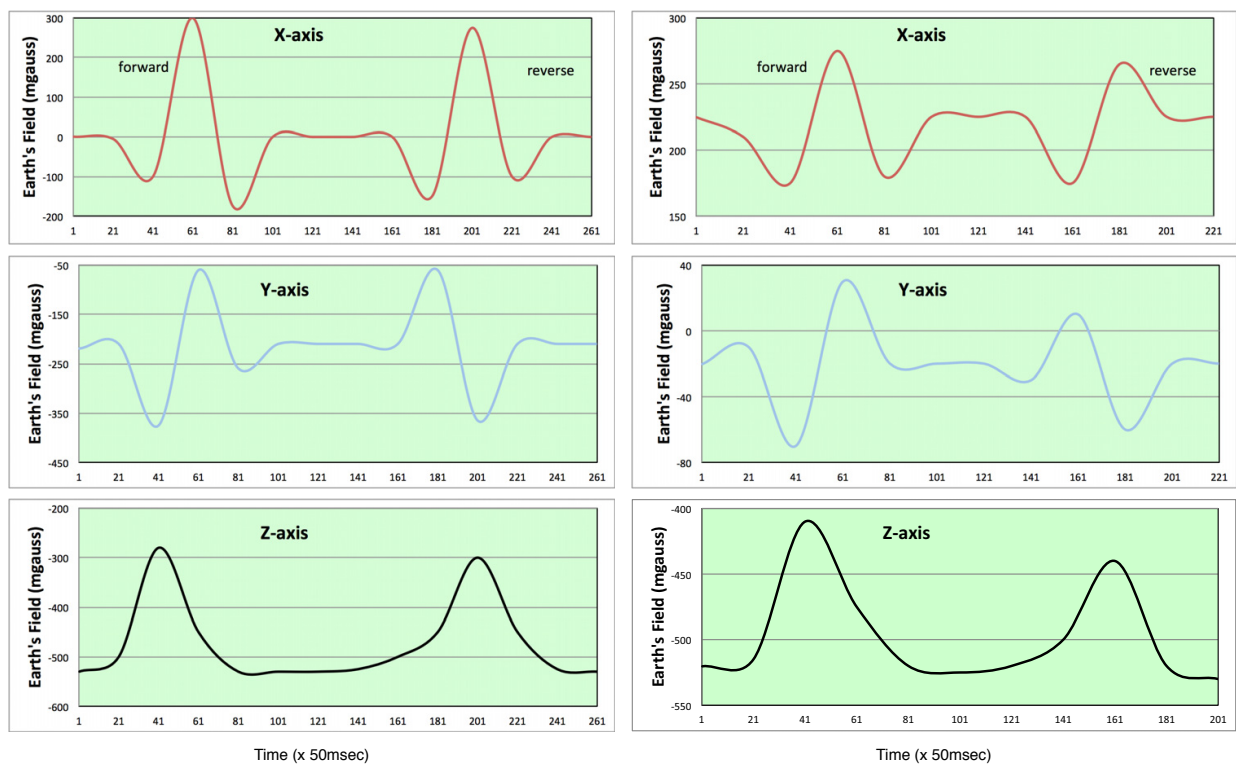 X-axis
forward
reverse
Earth's Field (mgauss)
300
200
100
0
-100
-200
1 21 41 61 81 101 121 141 161 181 201 221 241 261
X-axis
forward
reverse
Earth's Field (mgauss)
300
250
200
150
1 21 41 61 81 101 121 141 161 181 201 221
Y-axis
Earth's Field (mgauss)
-50
-150
-250
-350
-450
1 21 41 61 81 101 121 141 161 181 201 221 241 261
Y-axis
Earth's Field (mgauss)
40
0
-40
-80
1 21 41 61 81 101 121 141 161 181 201 221
Z-axis
Earth's Field (mgauss)
-200
-300
-400
-500
-600
1 21 41 61 81 101 121 141 161 181 201 221 241 261
Time (x 50msec)
Z-axis
Earth's Field (mgauss)
-400
-450
-500
-550
1 21 41 61 81 101 121 141 161 181 201
Time (x 50msec)